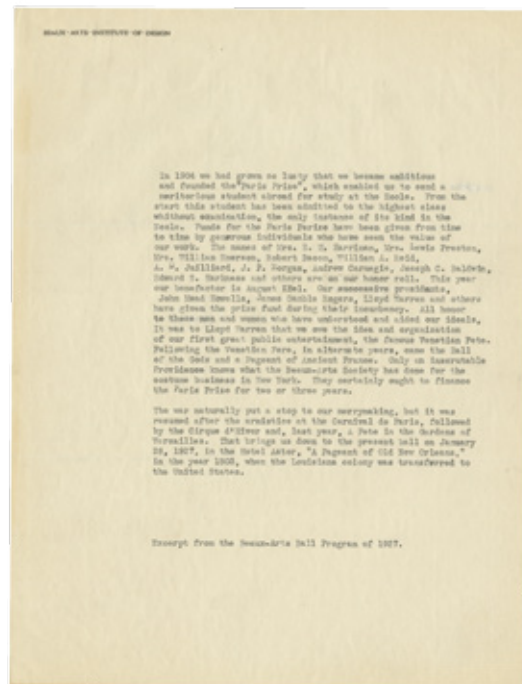 BEAUX-ARTS INSTITUTE OF DESIGN
In 1904 we had grown so lusty that we became ambitious
and founded the "Paris Prize", which enabled us to send a
meritorious student abroad for study at the Ecole. From the
start this student has been admitted to the highest class
without examination, the only instance of its kind in the
Ecole. Funds for the Paris Prize have been given from time
to time by generous individuals who have seen the value of
our work. The names of Mrs. E. H. Harriman, Mrs. Lewis Preston,
Mrs. William Emerson, Robert Bacon, William A. Reid,
A. D. Juilliard, J. P. Morgan, Andrew Carnegie, Joseph C. Baldwin,
Edward S. Harkness and others are on our honor roll. This year
our benefactor is August Ebel. Our successive presidents,
John Mead Howells, James Gamble Rogers, Lloyd Warren and others
have given the prize fund during their incumbency. All honor
to these men and women who have understood and aided our ideals.
It was to Lloyd Warren that we owe the idea and organization
of our first great public entertainment, the famous Venetian Fete.
Following the Venetian Fete, in alternate years, came the Ball
of the Gods and a Pageant of Ancient France. Only an inscrutable
Providence knows what the Beaux-Arts Society has done for the
costume business in New York. They certainly ought to finance
the Paris Prize for two or three years.
The war naturally put a stop to our merrymaking, but it was
resumed after the armistice at the Carnival de Paris, followed
by the Cirque d'Hiver and, last year, A Fete in the Gardens of
Versailles. That brings us down to the present ball on January
28, 1927, in the Hotel Astor, "A Pageant of Old New Orleans,"
in the year 1803, when the Louisiana colony was transferred to
the United States.
Excerpt from the Beaux-Arts Ball Program of 1927.